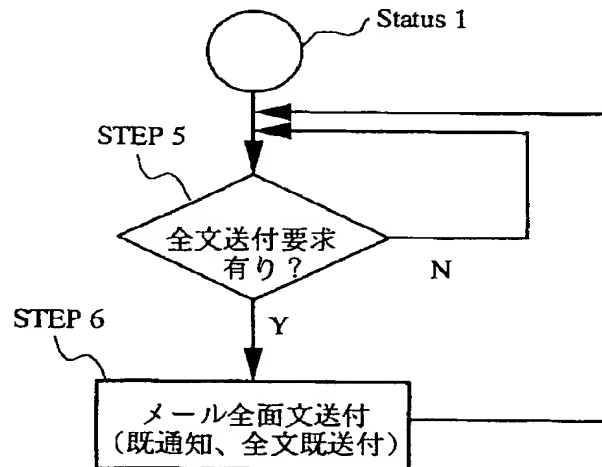 Status 1
STEP 5
全文送付要求
有り？
N
Y
STEP 6
メール全面文送付
（既通知、全文既送付）